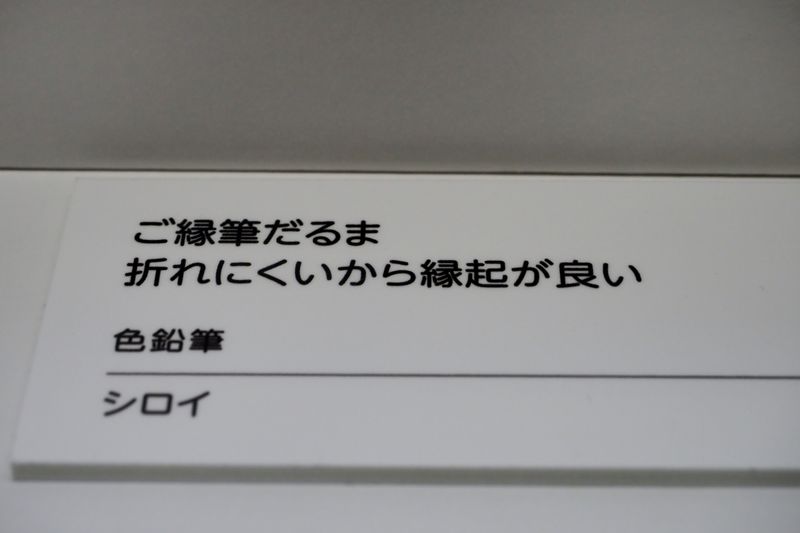 ご縁筆だるま
折れにくいから縁起が良い
色鉛筆
シロイ